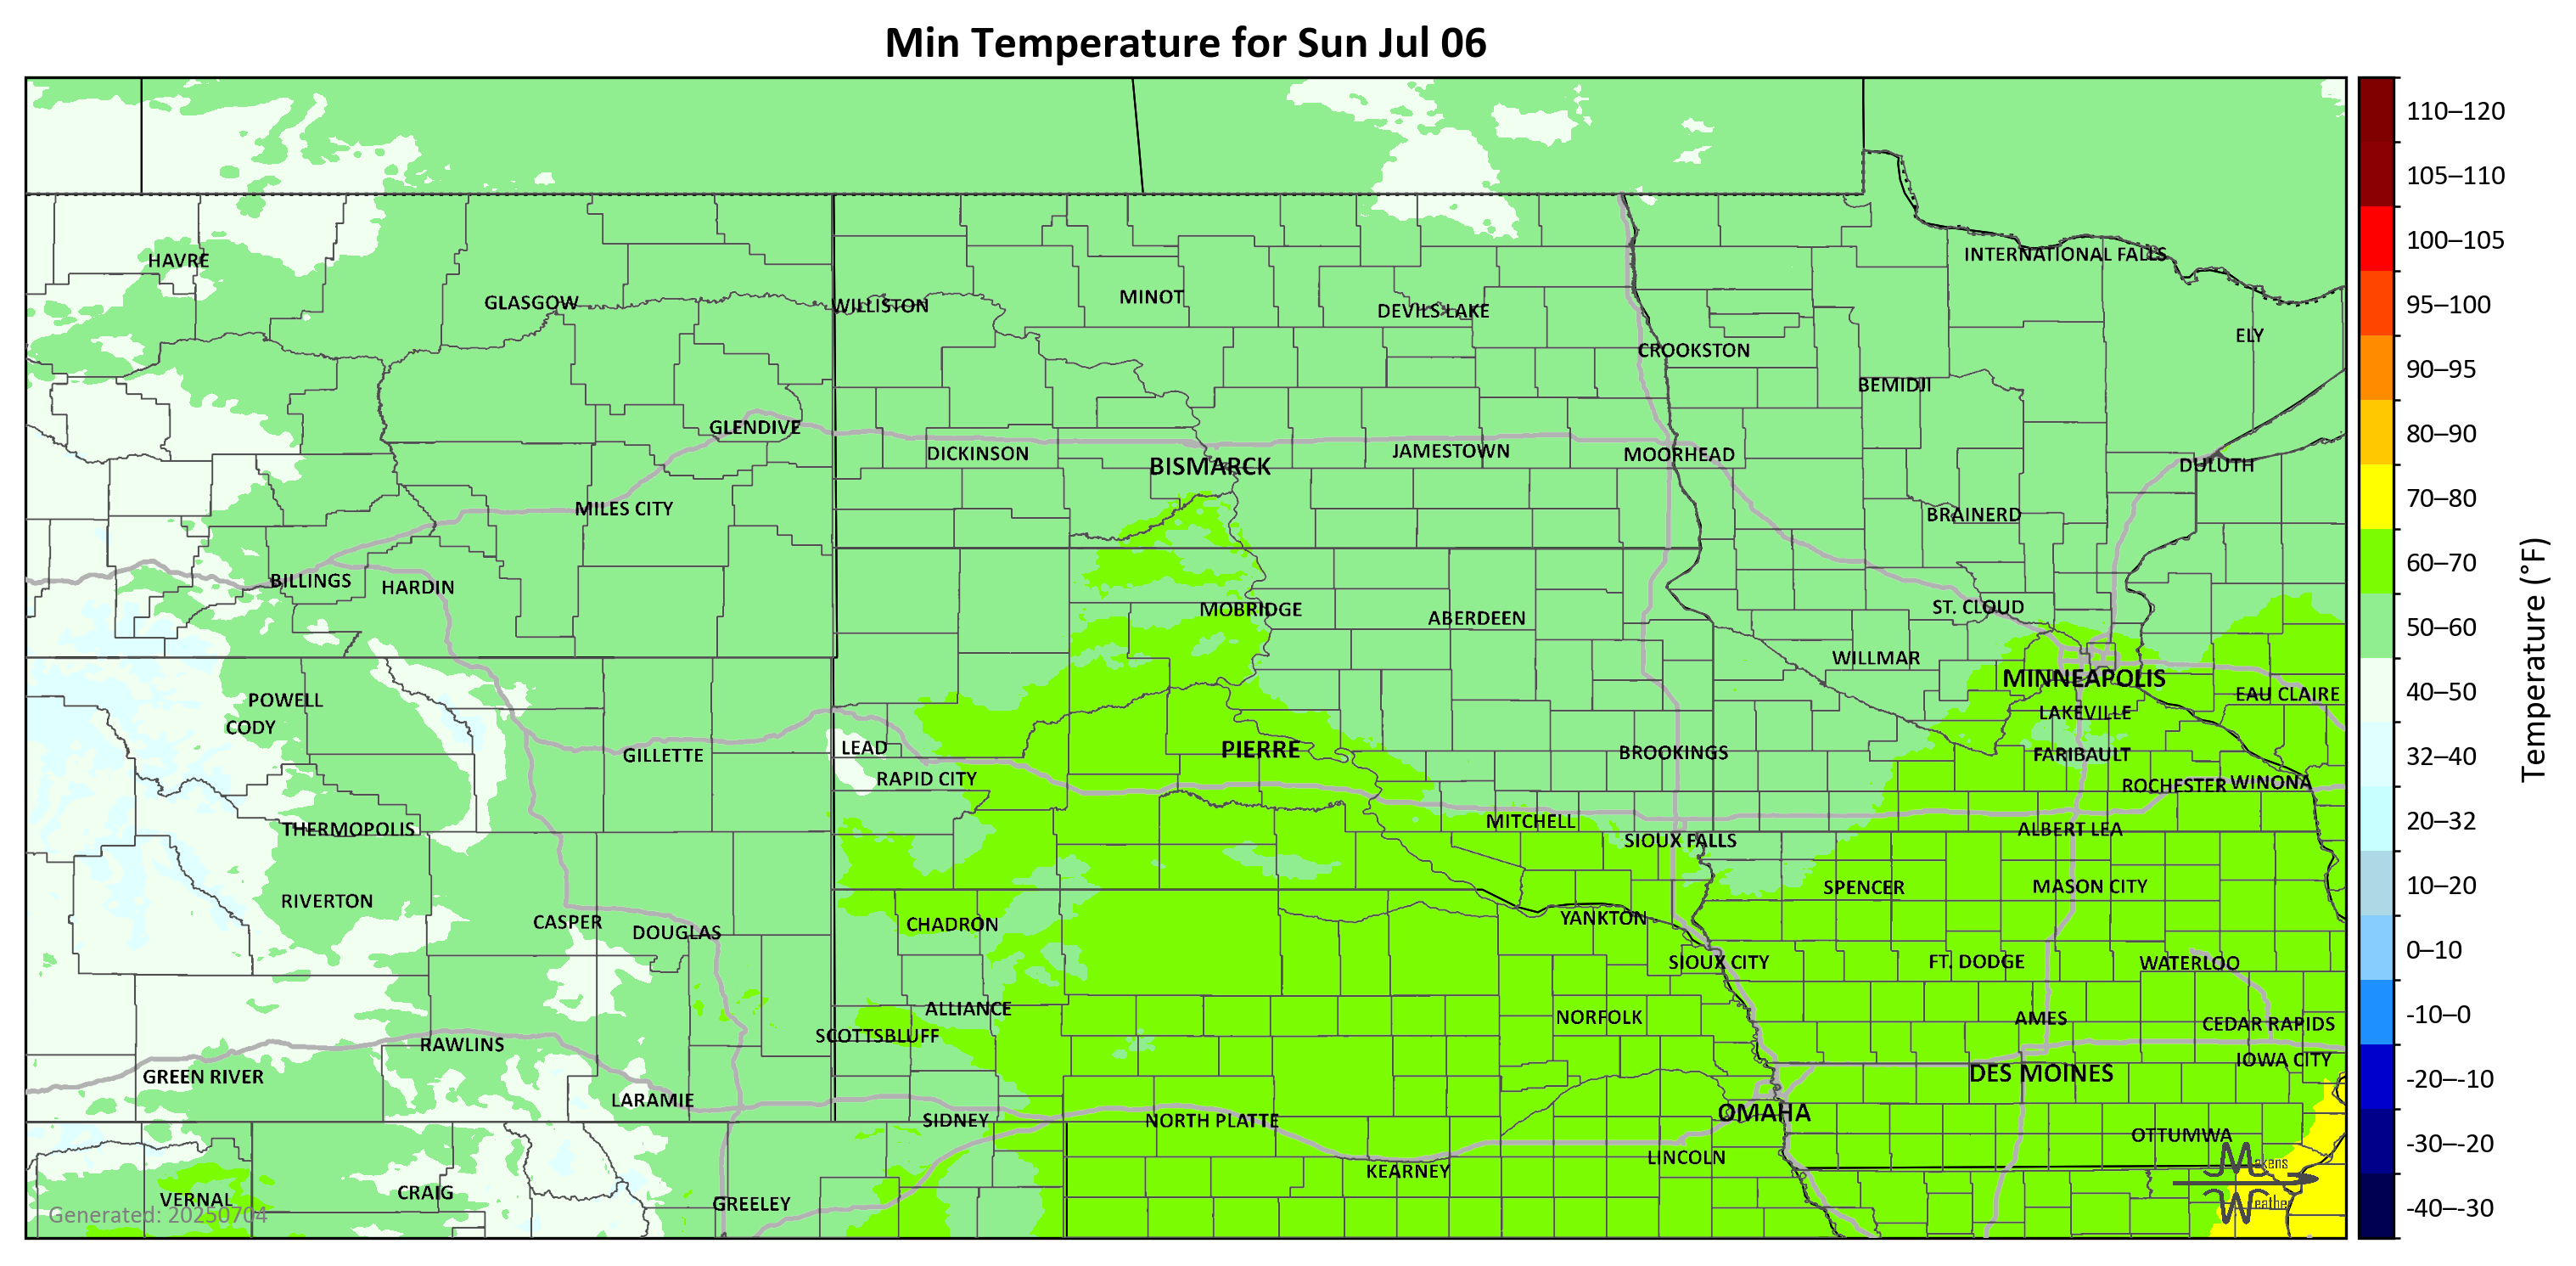 Min Temperature for Sun Jul 06
110–120
105–110
100–105
95–100
90–95
80–90
70–80
60–70
50–60
40–50
32–40
20–32
10–20
0–10
-10–0
-20–-10
-30–-20
-40–-30
Temperature (°F)
HAVRE
GLASGOW
WILLISTON
MINOT
DEVILS LAKE
INTERNATIONAL FALLS
ELY
CROOKSTON
BEMIDJI
GLENDIVE
DICKINSON
BISMARCK
JAMESTOWN
MOORHEAD
DULUTH
MILES CITY
BRAINERD
BILLINGS
HARDIN
MOBRIDGE
ABERDEEN
ST. CLOUD
WILLMAR
MINNEAPOLIS
POWELL
CODY
EAU CLAIRE
LAKEVILLE
GILLETTE
LEAD
PIERRE
BROOKINGS
FARIBAULT
RAPID CITY
ROCHESTER
WINONA
THERMOPOLIS
MITCHELL
SIOUX FALLS
ALBERT LEA
RIVERTON
SPENCER
MASON CITY
CASPER
DOUGLAS
CHADRON
YANKTON
SIOUX CITY
FT. DODGE
WATERLOO
ALLIANCE
SCOTTSBLUFF
NORFOLK
AMES
CEDAR RAPIDS
RAWLINS
IOWA CITY
GREEN RIVER
DES MOINES
LARAMIE
SIDNEY
NORTH PLATTE
OMAHA
OTTUMWA
LINCOLN
KEARNEY
VERNAL
CRAIG
GREELEY
Generated: 20250704
Makens
Weather